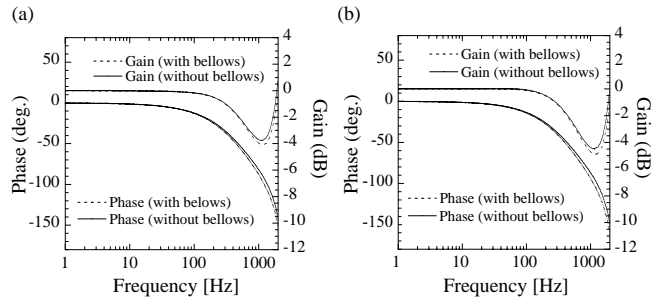 (a)
Phase (deg.)
50
0
-50
-100
-150
Gain (with bellows)
Gain (without bellows)
Phase (with belows)
Phase (without bellows)
4
2
0
-2
-4
-6
-8
-10
-12
Gain (dB)
1
10
100
1000
Frequency [Hz]
(b)
Phase (deg.)
50
0
-50
-100
-150
Gain (with bellows)
Gain (without bellows)
Phase (with bellows)
Phase (without bellows)
4
2
0
-2
-4
-6
-8
-10
-12
Gain (dB)
1
10
100
1000
Frequency [Hz]